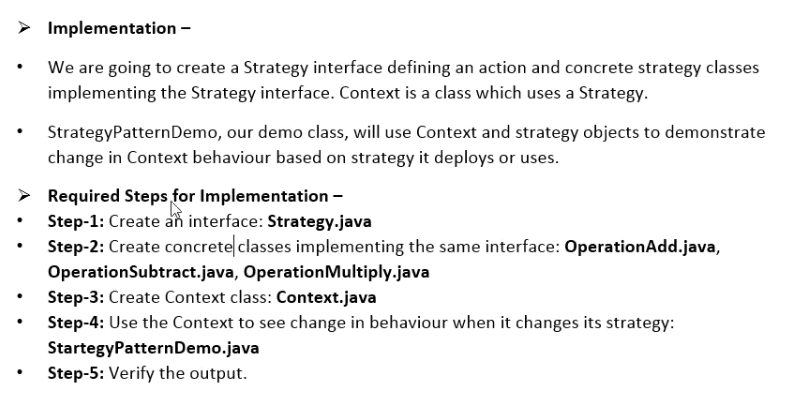 ➢ Implementation –
• We are going to create a Strategy interface defining an action and concrete strategy classes
implementing the Strategy interface. Context is a class which uses a Strategy.
• StrategyPatternDemo, our demo class, will use Context and strategy objects to demonstrate
change in Context behaviour based on strategy it deploys or uses.
➢ Required Steps for Implementation –
• Step-1: Create an interface: Strategy.java
• Step-2: Create concrete classes implementing the same interface: OperationAdd.java,
OperationSubtract.java, OperationMultiply.java
• Step-3: Create Context class: Context.java
• Step-4: Use the Context to see change in behaviour when it changes its strategy:
StartegyPatternDemo.java
• Step-5: Verify the output.